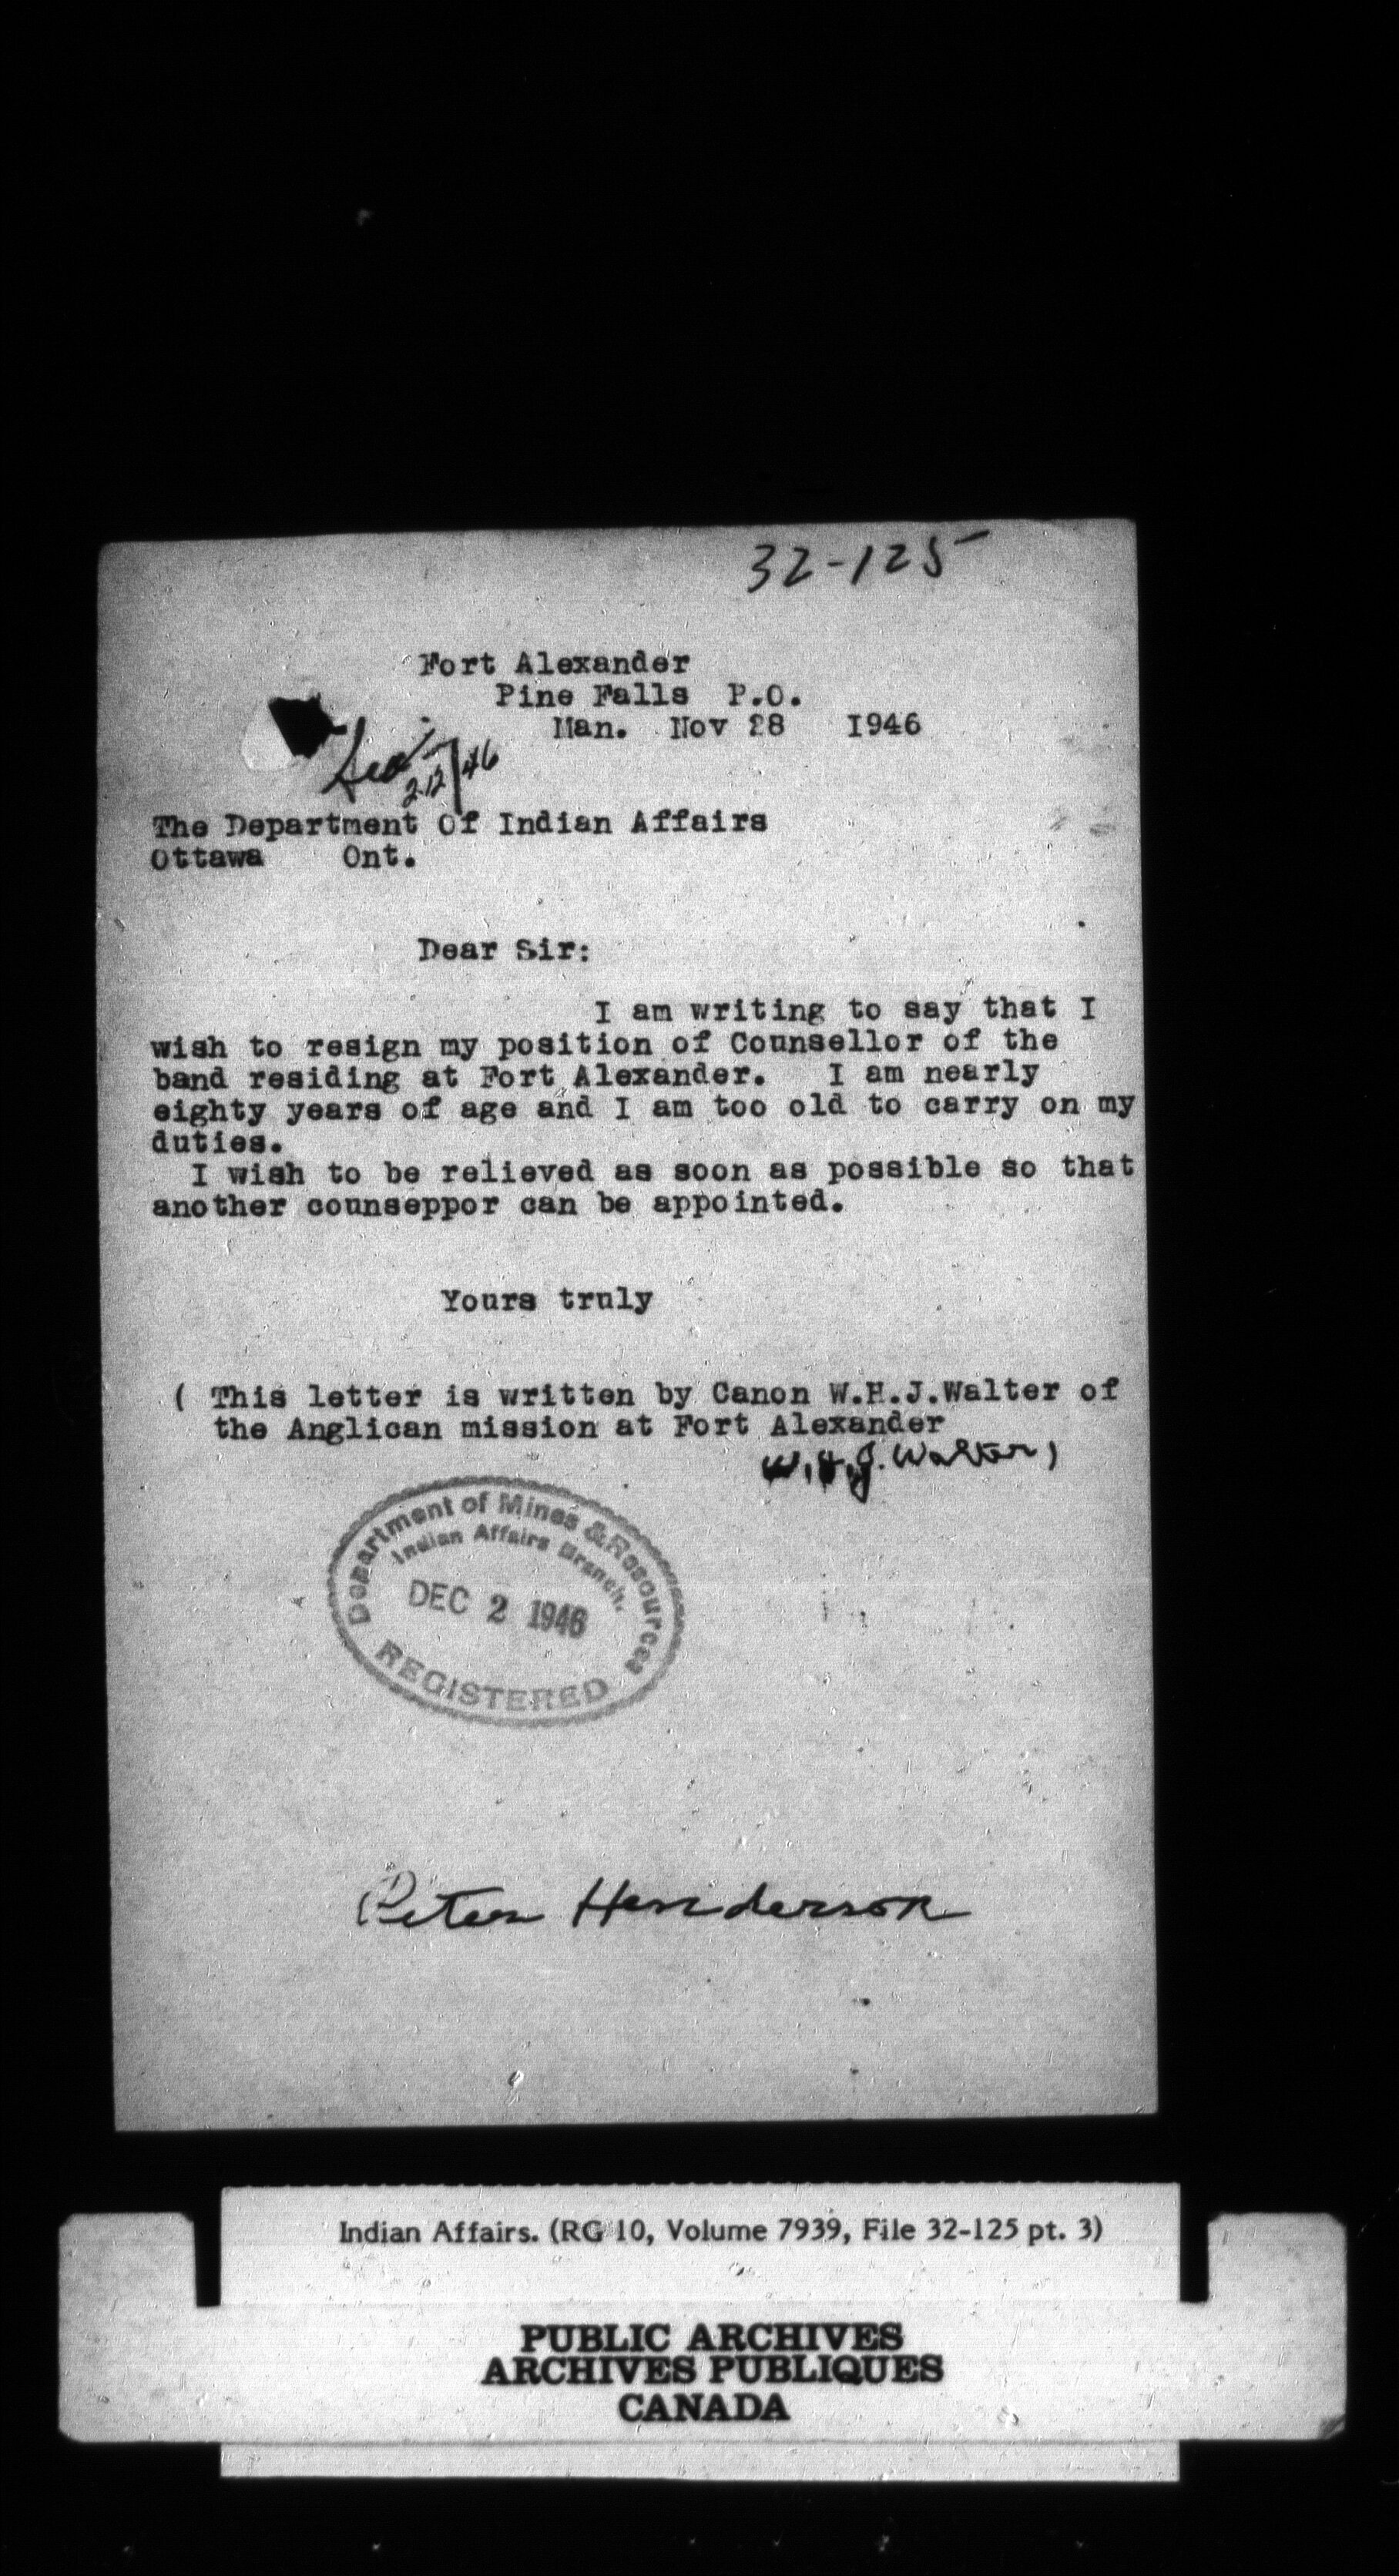 32-125
Fort Alexander
Pine Falls P.O.
Man. Nov 28 1946
2-12/46
The Department Of Indian Affairs
Ottawa Ont.
Dear Sir:
I am writing to say that I
wish to resign my position of Counsellor of the
band residing at Fort Alexander. I am nearly
eighty years of age and I am too old to carry on my
duties.
I wish to be relieved as soon as possible so that
another counseppor can be appointed.
Yours truly
( This letter is written by Canon W.H.J.Walter of
the Anglican mission at Fort Alexander
W.H.J. Walter)
Department of Mines & Resources
Indian Affairs Branch.
DEC 2 1946
REGISTERED
Peter Henderson
Indian Affairs. (RG 10, Volume 7939, File 32-125 pt. 3)
PUBLIC ARCHIVES
ARCHIVES PUBLIQUES
CANADA